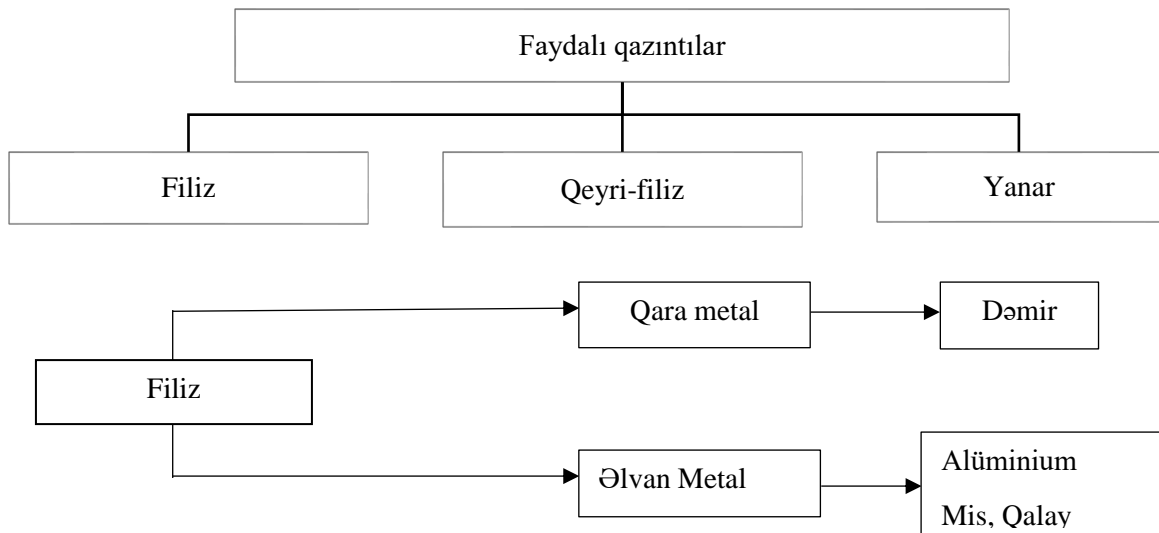 Faydalı qazıntılar
Filiz
Qeyri-filiz
Yanar
Qara metal
Dəmir
Filiz
Əlvan Metal
Alüminium
Mis, Qalay